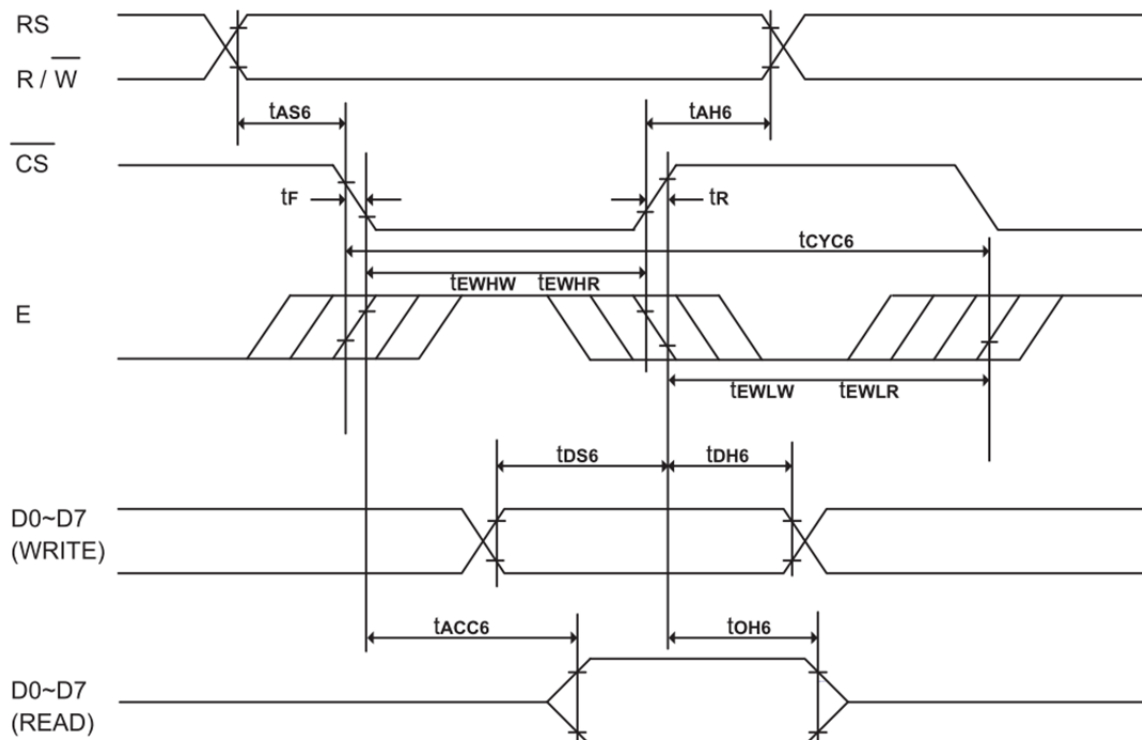 RS
R / W
tAS6
tAH6
CS
tF
tR
tCYC6
tEWHW tEWHR
E
tEWLW tEWLR
tDS6
tDH6
D0~D7
(WRITE)
tACC6
tOH6
D0~D7
(READ)